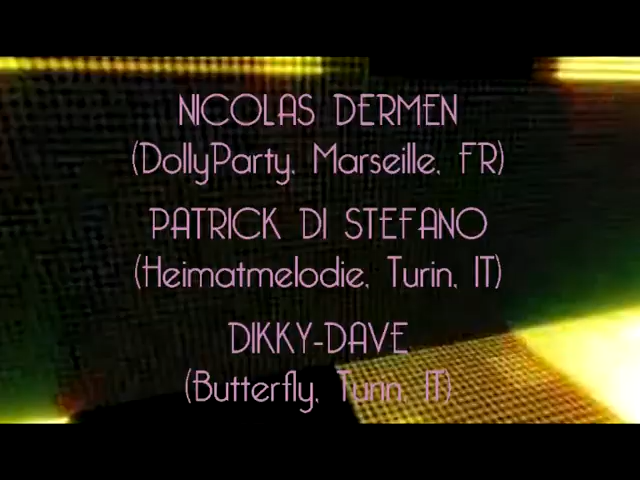 NICOLAS DERMEN
(DollyParty, Marseille, FR)
PATRICK DI STEFANO
(Heimatmelodie, Turin, IT)
DIKKY-DAVE
(Butterfly, Turin, IT)